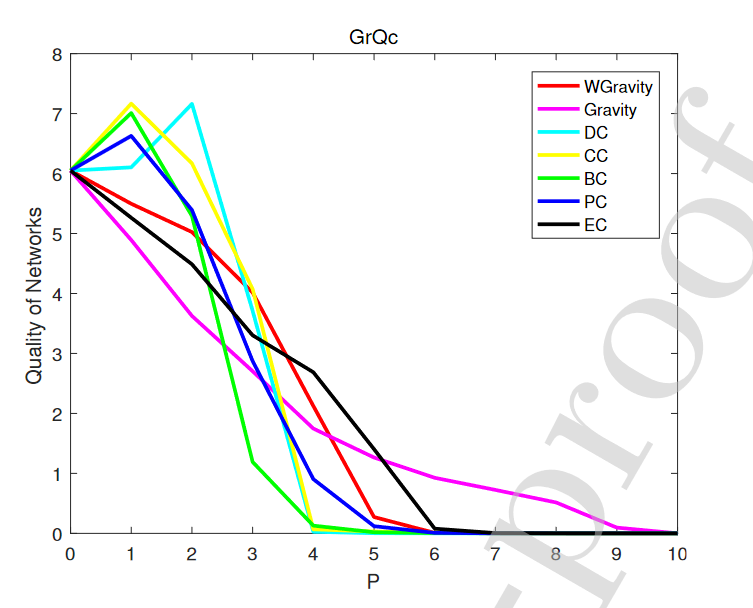 GrQc
8
7
6
5
4
3
2
1
0
Quality of Networks
WGravity
Gravity
DC
CC
BC
PC
EC
0 1 2 3 4 5 6 7 8 9 10
P
proof